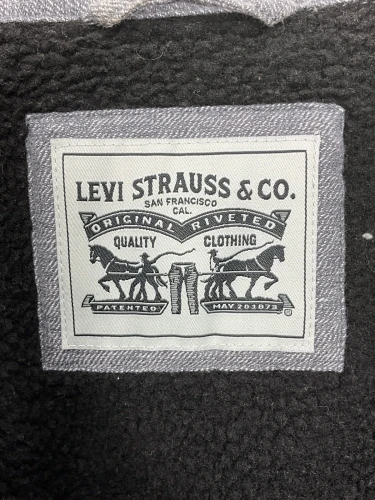 LEVI STRAUSS & CO.
SAN FRANCISCO
CAL.
ORIGINAL RIVETED
QUALITY CLOTHING
PATENTED MAY 20 1873
®